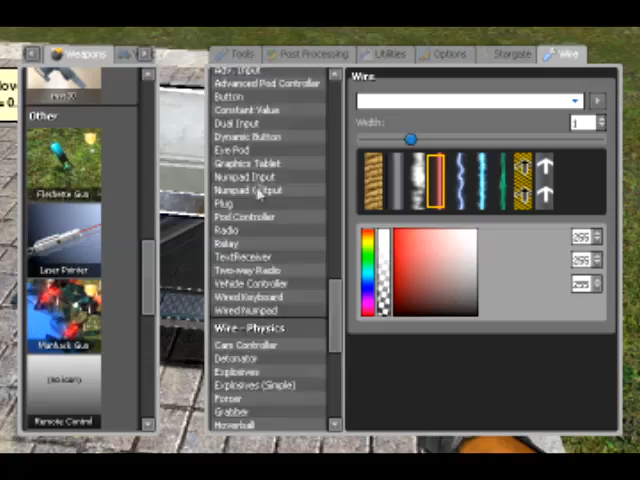 Weapons
Tools
Post Processing
Utilities
Options
Stargate
Wire
Adv. Input
Advanced Pod Controller
Button
Constant Value
Dual Input
Dynamic Button
Eye Pod
Graphics Tablet
Numpad Input
Numpad Output
Plug
Pod Controller
Radio
Relay
TextReceiver
Two-way Radio
Vehicle Controller
Wired Keyboard
Wired Numpad
Wire - Physics
Cam Controller
Detonator
Explosives
Explosives (Simple)
Forcer
Grabber
Hoverball
Other
Flechette Gun
Laser Pointer
Manhack Gun
(no icon)
Remote Control
Wire
Width:
1
255
255
255